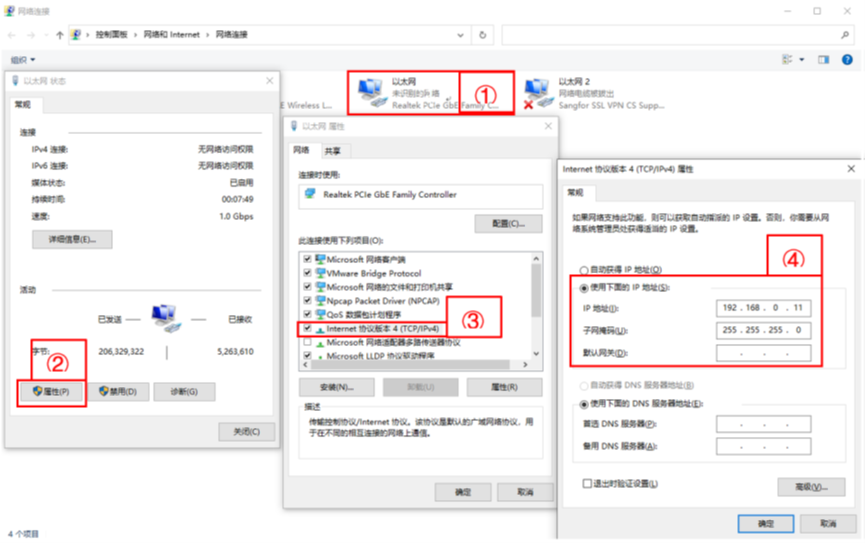 网络连接
控制面板 › 网络和 Internet › 网络连接
组织
以太网
未识别的网络
Realtek PCIe GbE Family C...
①
以太网 2
网络电缆被拔出
Sangfor SSL VPN CS Supp...
E Wireless L...
以太网 状态
常规
连接
IPv4 连接: 无网络访问权限
IPv6 连接: 无网络访问权限
媒体状态: 已启用
持续时间: 00:07:49
速度: 1.0 Gbps
详细信息(E)...
活动
已发送 已接收
字节: 206,329,322 5,263,610
②
属性(P) 禁用(D) 诊断(G)
关闭(C)
以太网 属性
网络 共享
连接时使用:
Realtek PCIe GbE Family Controller
配置(C)...
此连接使用下列项目(O):
Microsoft 网络客户端
VMware Bridge Protocol
Microsoft 网络的文件和打印机共享
Npcap Packet Driver (NPCAP)
QoS 数据包计划程序
Internet 协议版本 4 (TCP/IPv4)
③
Microsoft 网络适配器多路传送器协议
Microsoft LLDP 协议驱动程序
安装(N)... 卸载(U) 属性(R)
描述
传输控制协议/Internet 协议。该协议是默认的广域网络协议，用
于在不同的相互连接的网络上通信。
确定 取消
Internet 协议版本 4 (TCP/IPv4) 属性
常规
如果网络支持此功能，则可以获取自动指派的 IP 设置。否则，你需要从网
络系统管理员处获得适当的 IP 设置。
④
自动获得 IP 地址(O)
使用下面的 IP 地址(S):
IP 地址(I): 192 . 168 . 0 . 11
子网掩码(U): 255 . 255 . 255 . 0
默认网关(D): . . .
自动获得 DNS 服务器地址(B)
使用下面的 DNS 服务器地址(E):
首选 DNS 服务器(P): . . .
备用 DNS 服务器(A): . . .
退出时验证设置(L)
高级(V)...
确定 取消
4 个项目